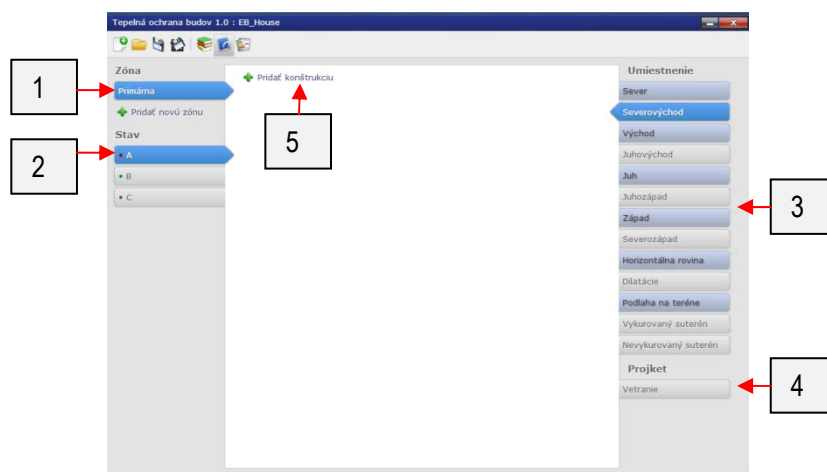 Tepelná ochrana budov 1.0 : EB_House
Zóna
Primárna
Pridať novú zónu
Stav
A
B
C
Pridať konštrukciu
Umiestnenie
Sever
Severovýchod
Východ
Juhovýchod
Juh
Juhozápad
Západ
Severozápad
Horizontálna rovina
Dilatácie
Podlaha na teréne
Vykurovaný suterén
Nevykurovaný suterén
Projket
Vetranie
1
2
3
4
5